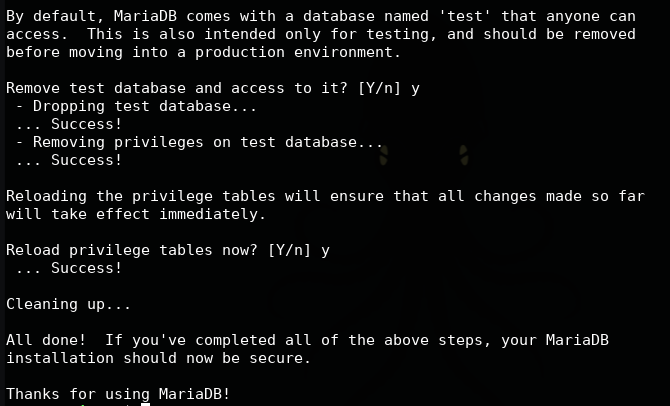 By default, MariaDB comes with a database named 'test' that anyone can
access.  This is also intended only for testing, and should be removed
before moving into a production environment.

Remove test database and access to it? [Y/n] y
 - Dropping test database...
 ... Success!
 - Removing privileges on test database...
 ... Success!

Reloading the privilege tables will ensure that all changes made so far
will take effect immediately.

Reload privilege tables now? [Y/n] y
 ... Success!

Cleaning up...

All done!  If you've completed all of the above steps, your MariaDB
installation should now be secure.

Thanks for using MariaDB!